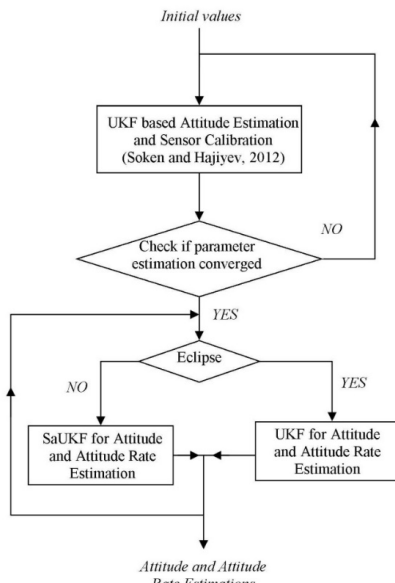 Initial values
UKF based Attitude Estimation
and Sensor Calibration
(Soken and Hajiyev, 2012)
NO
Check if parameter
estimation converged
YES
Eclipse
NO
YES
SaUKF for Attitude
and Attitude Rate
Estimation
UKF for Attitude
and Attitude Rate
Estimation
Attitude and Attitude
Rate Estimations